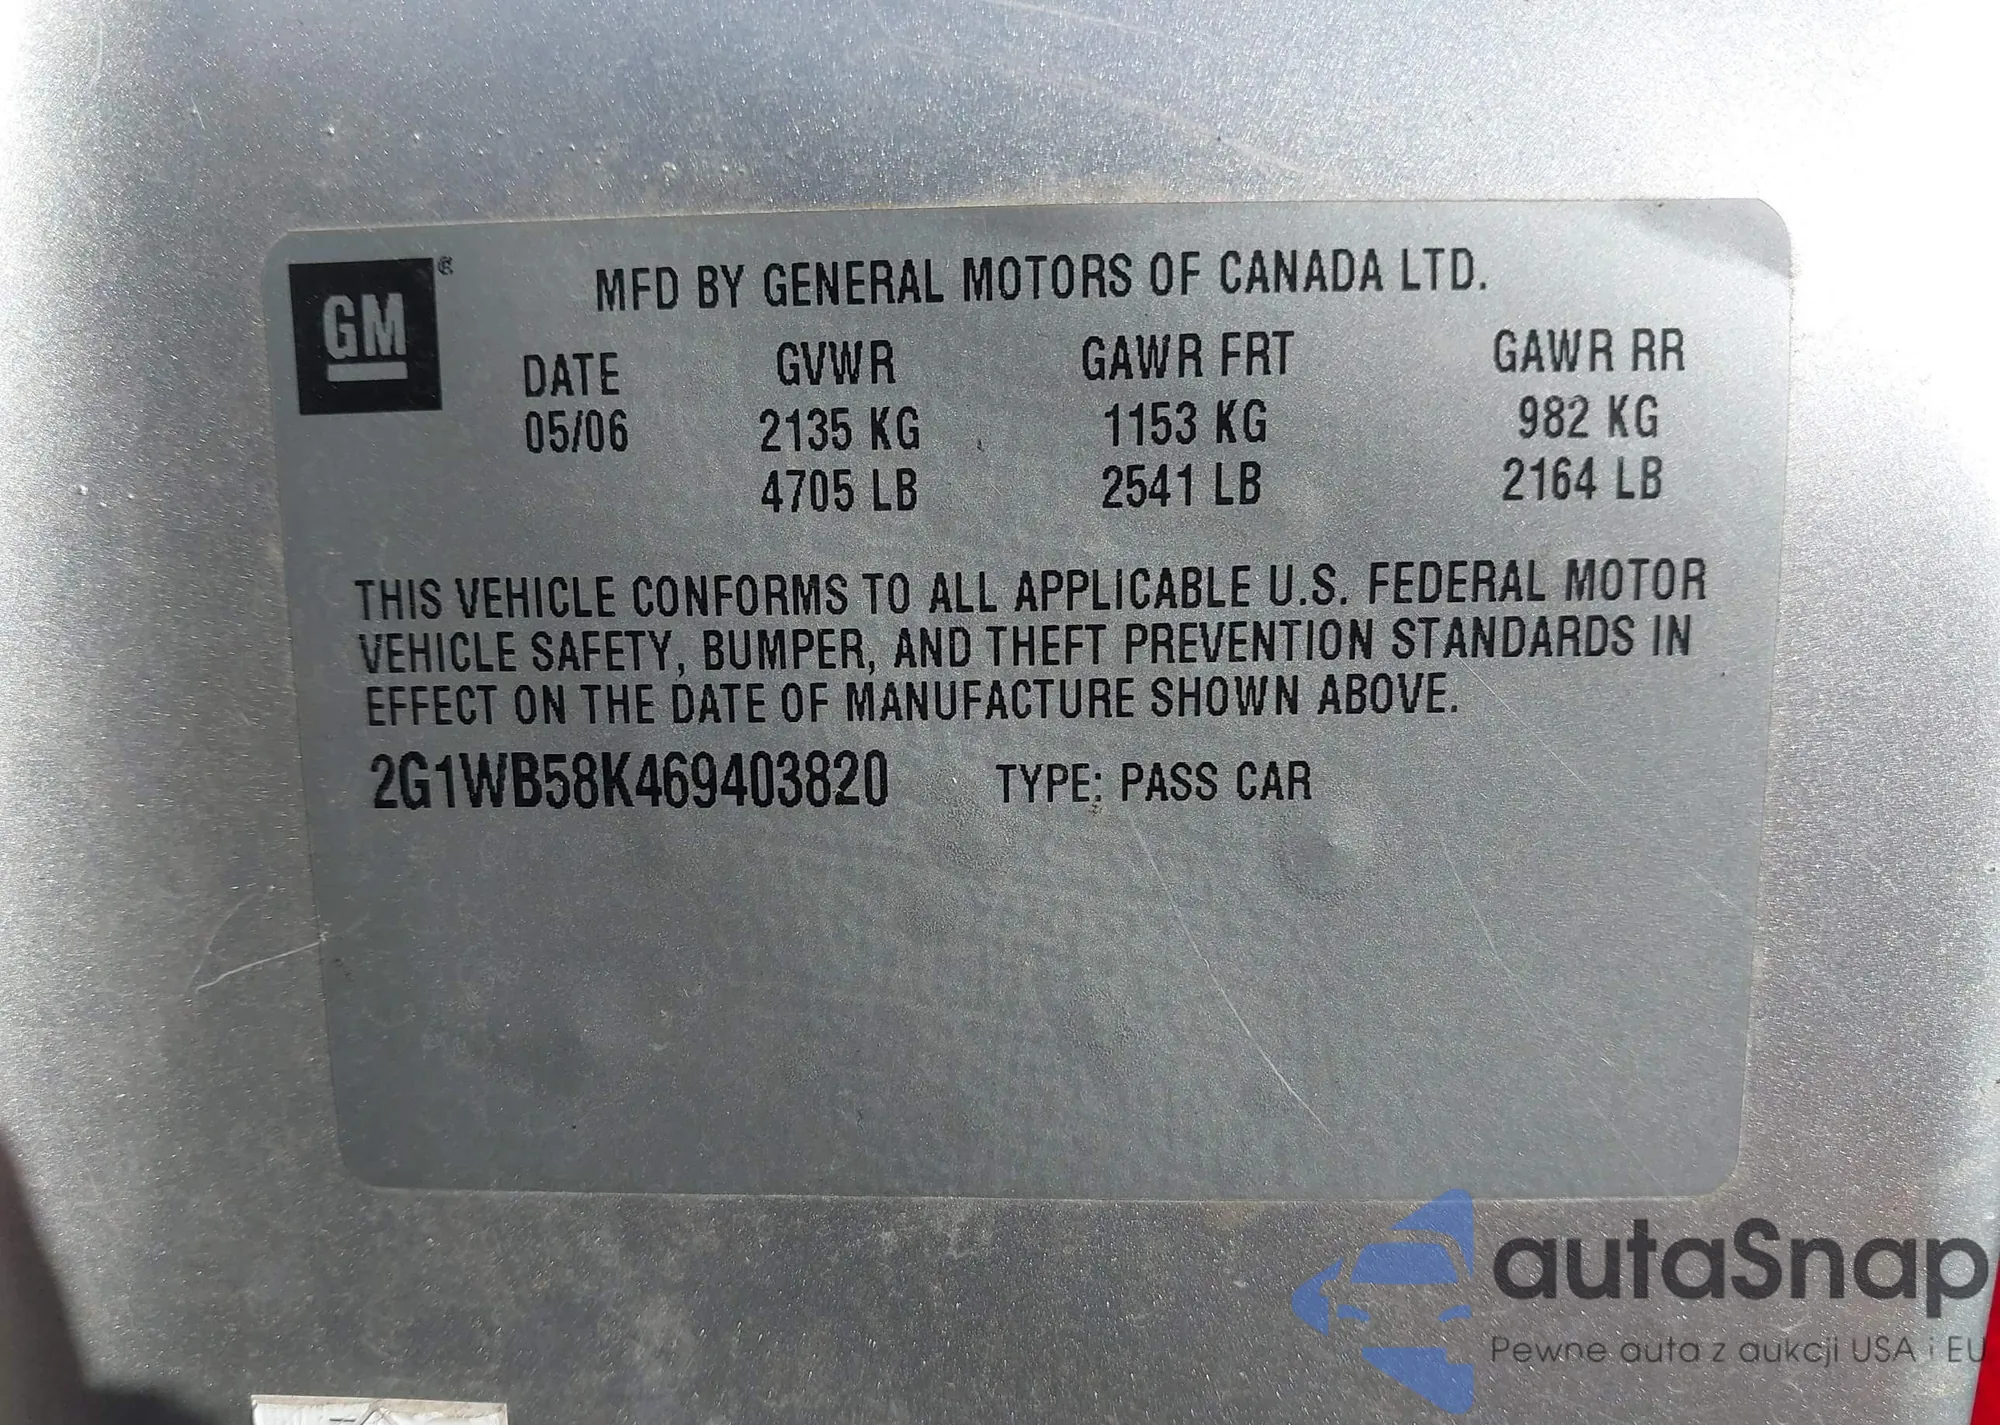 GM
MFD BY GENERAL MOTORS OF CANADA LTD.
DATE GVWR GAWR FRT GAWR RR
05/06 2135 KG 1153 KG 982 KG
4705 LB 2541 LB 2164 LB
THIS VEHICLE CONFORMS TO ALL APPLICABLE U.S. FEDERAL MOTOR
VEHICLE SAFETY, BUMPER, AND THEFT PREVENTION STANDARDS IN
EFFECT ON THE DATE OF MANUFACTURE SHOWN ABOVE.
2G1WB58K469403820 TYPE: PASS CAR
autaSnap
Pewne auta z aukcji USA i EU